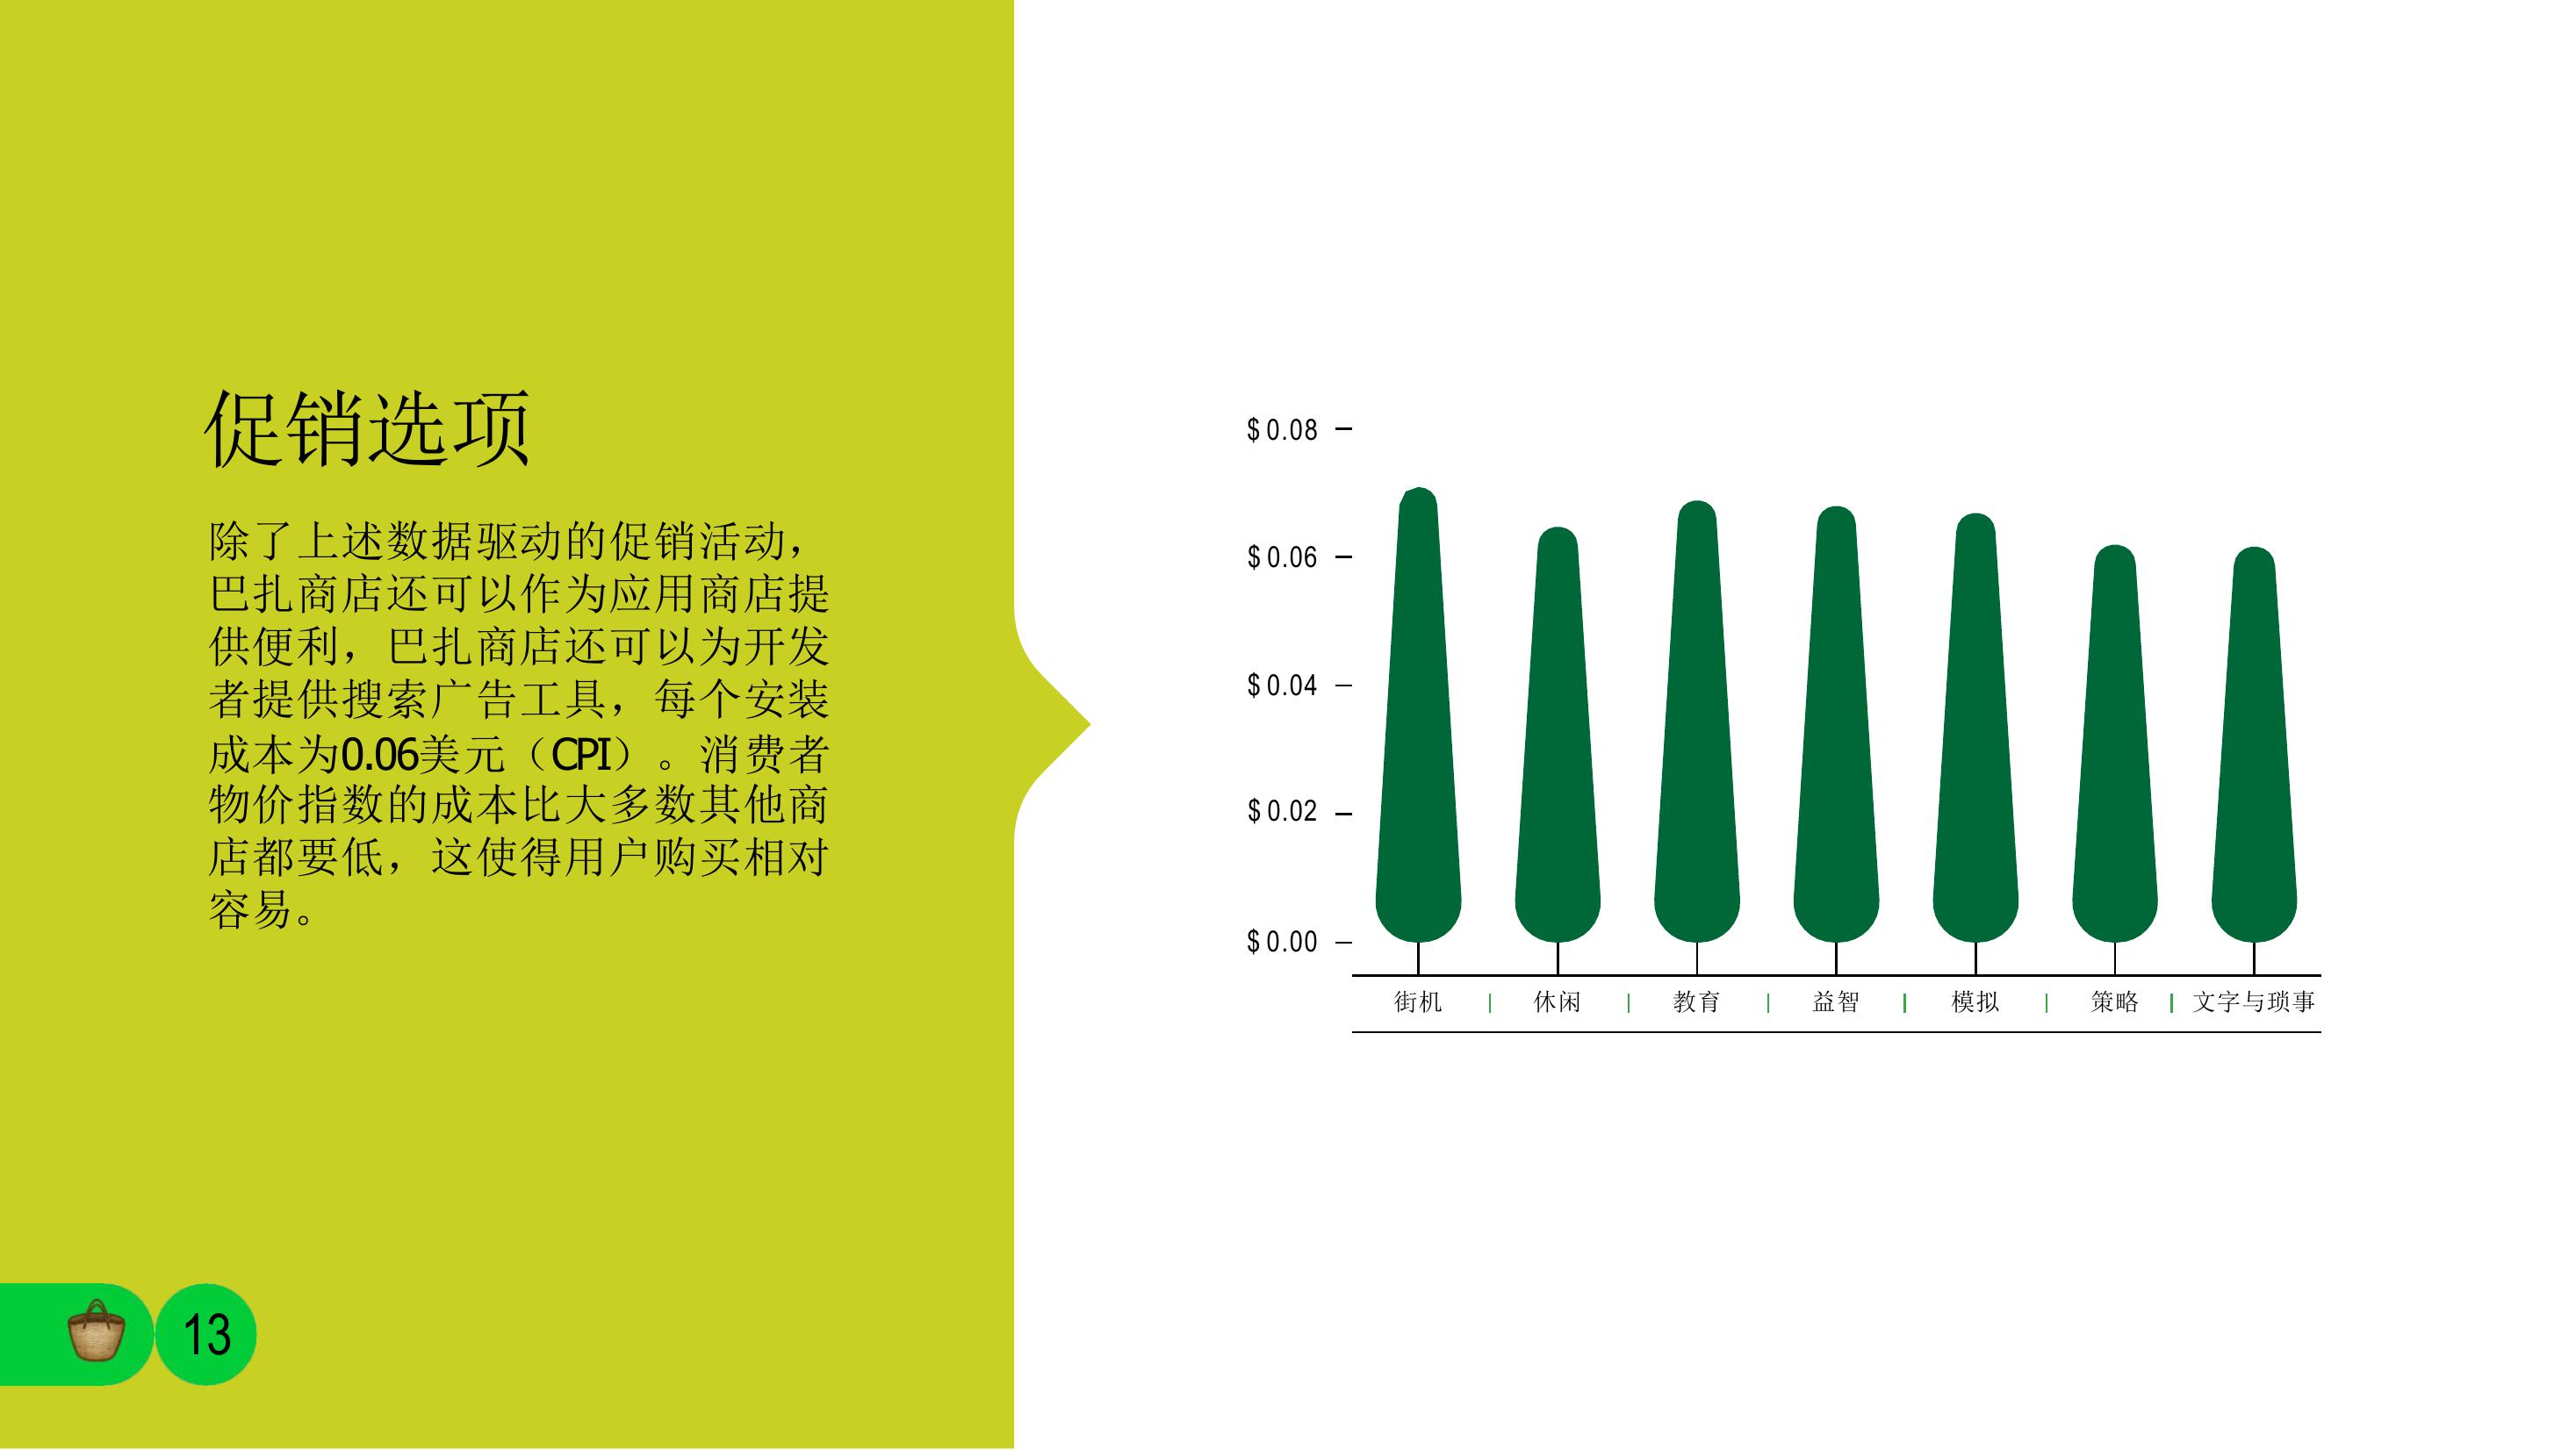 促销选项
除了上述数据驱动的促销活动，
巴扎商店还可以作为应用商店提
供便利，巴扎商店还可以为开发
者提供搜索广告工具，每个安装
成本为0.06美元（CPI）。消费者
物价指数的成本比大多数其他商
店都要低，这使得用户购买相对
容易。
13
$0.08
$0.06
$0.04
$0.02
$0.00
街机 | 休闲 | 教育 | 益智 | 模拟 | 策略 | 文字与琐事